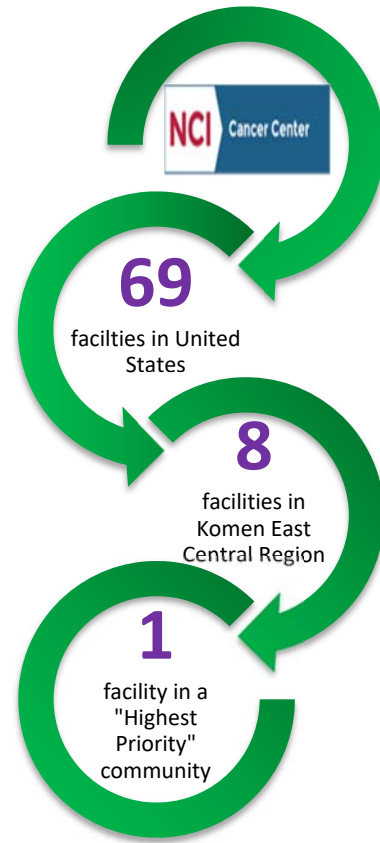 NCI Cancer Center
69
facilties in United
States
8
facilities in
Komen East
Central Region
1
facility in a
"Highest
Priority"
community